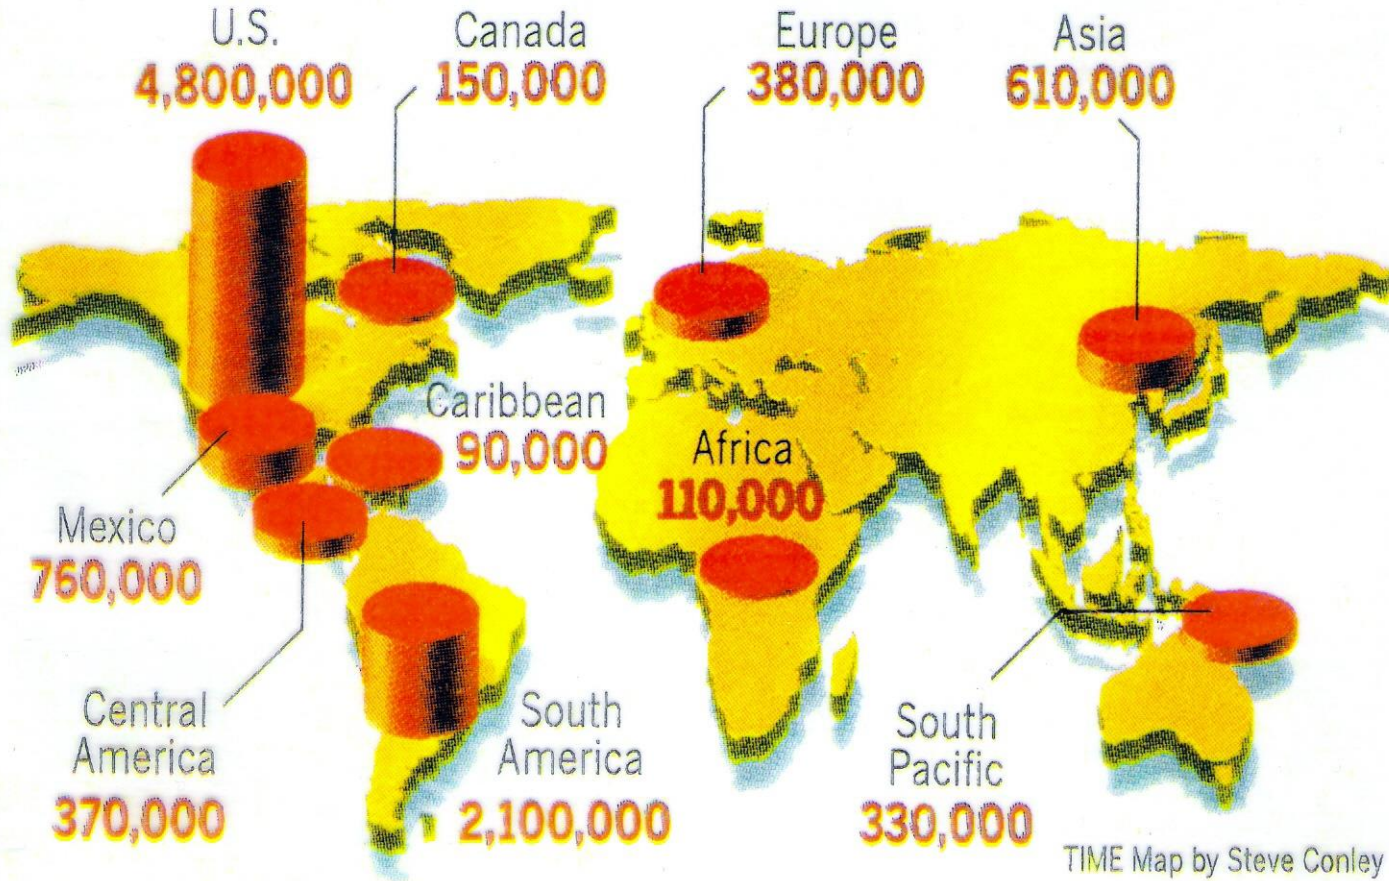 U.S.
4,800,000
Canada
150,000
Europe
380,000
Asia
610,000
Caribbean
90,000
Africa
110,000
Mexico
760,000
Central
America
370,000
South
America
2,100,000
South
Pacific
330,000
TIME Map by Steve Conley